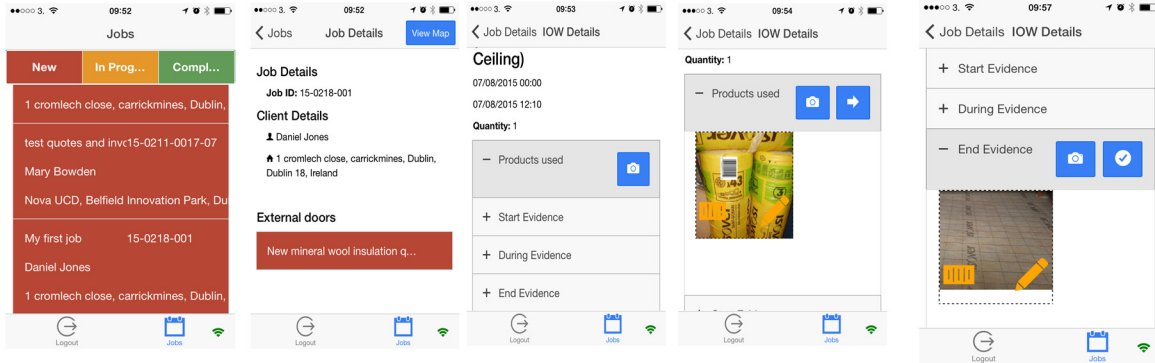 3.
09:52
Jobs
New
In Prog...
Compl...
1 cromlech close, carrickmines, Dublin,
test quotes and invc15-0211-0017-07
Mary Bowden
Nova UCD, Belfield Innovation Park, Du
My first job 15-0218-001
Daniel Jones
1 cromlech close, carrickmines, Dublin,
Logout
Jobs
3.
09:52
Jobs
Job Details
View Map
Job Details
Job ID: 15-0218-001
Client Details
Daniel Jones
1 cromlech close, carrickmines, Dublin,
Dublin 18, Ireland
External doors
New mineral wool insulation q...
Logout
Jobs
3.
09:53
Job Details IOW Details
Ceiling)
07/08/2015 00:00
07/08/2015 12:10
Quantity: 1
− Products used
+ Start Evidence
+ During Evidence
+ End Evidence
Logout
Jobs
3.
09:54
Job Details IOW Details
Quantity: 1
− Products used
Logout
Jobs
3.
09:57
Job Details IOW Details
+ Start Evidence
+ During Evidence
− End Evidence
Logout
Jobs